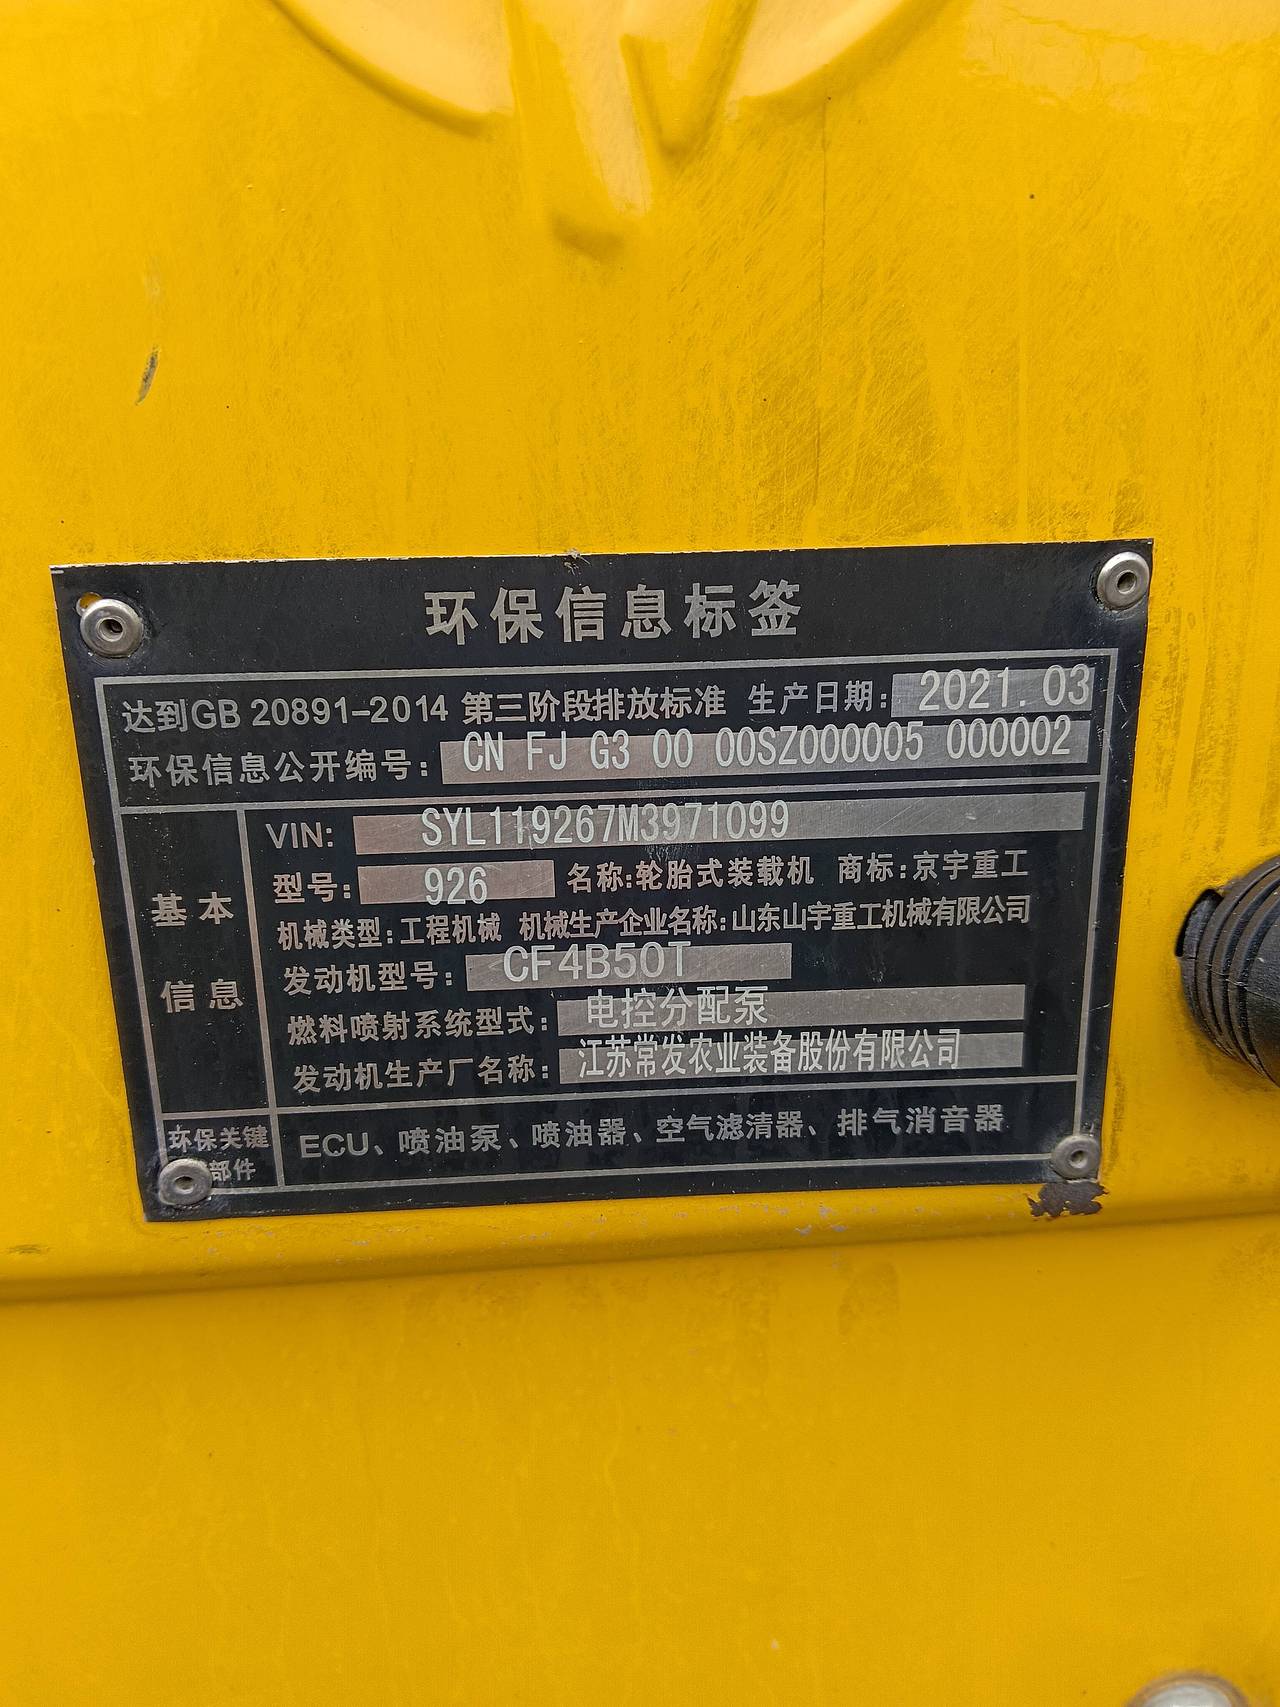 环保信息标签
达到GB 20891-2014 第三阶段排放标准 生产日期: 2021.03
环保信息公开编号: CN FJ G3 00 00SZ000005 000002
基本信息
VIN: SYL119267M3971099
型号: 926 名称:轮胎式装载机 商标:京宇重工
机械类型:工程机械 机械生产企业名称:山东山宇重工机械有限公司
发动机型号: CF4B50T
燃料喷射系统型式: 电控分配泵
发动机生产厂名称: 江苏常发农业装备股份有限公司
环保关键
部件
ECU、喷油泵、喷油器、空气滤清器、排气消音器